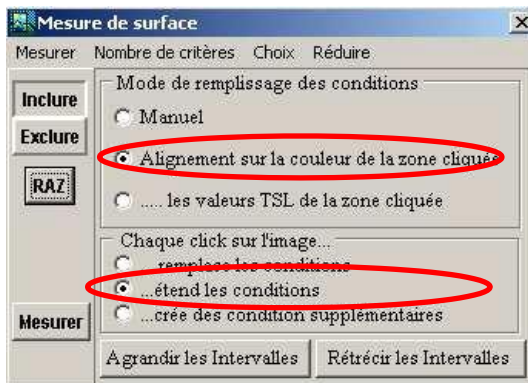 Mesure de surface
Mesurer Nombre de critères Choix Réduire
Mode de remplissage des conditions
Inclure
Manuel
Exclure
Alignement sur la couleur de la zone cliquée
RAZ
..... les valeurs TSL de la zone cliquée
Chaque click sur l'image...
...remplace les conditions
...étend les conditions
...crée des condition supplémentaires
Mesurer
Agrandir les Intervalles Rétrécir les Intervalles